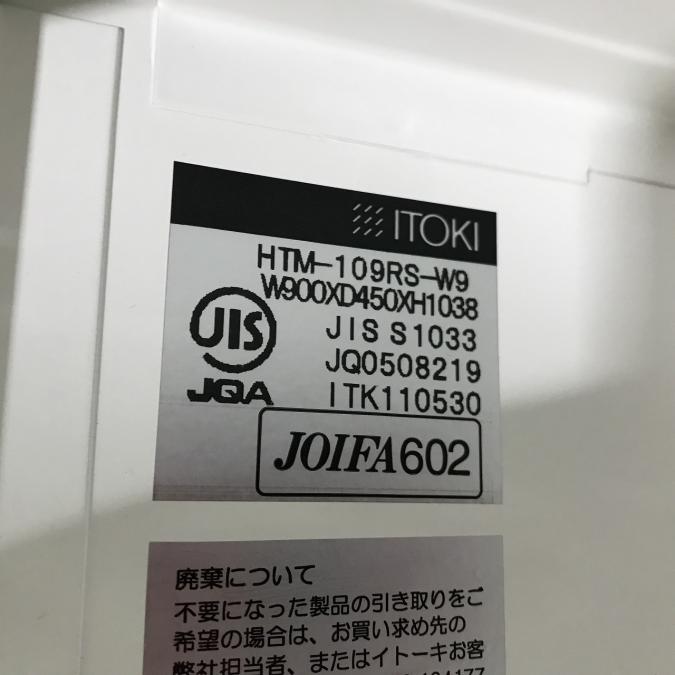 ITOKI
HTM-109RS-W9
W900XD450XH1038
JIS
JIS S1033
JQ0508219
JQA
ITK110530
JOIFA602
廃棄について
不要になった製品の引き取りをご
希望の場合は、お買い求め先の
弊社担当者、またはイトーキお客